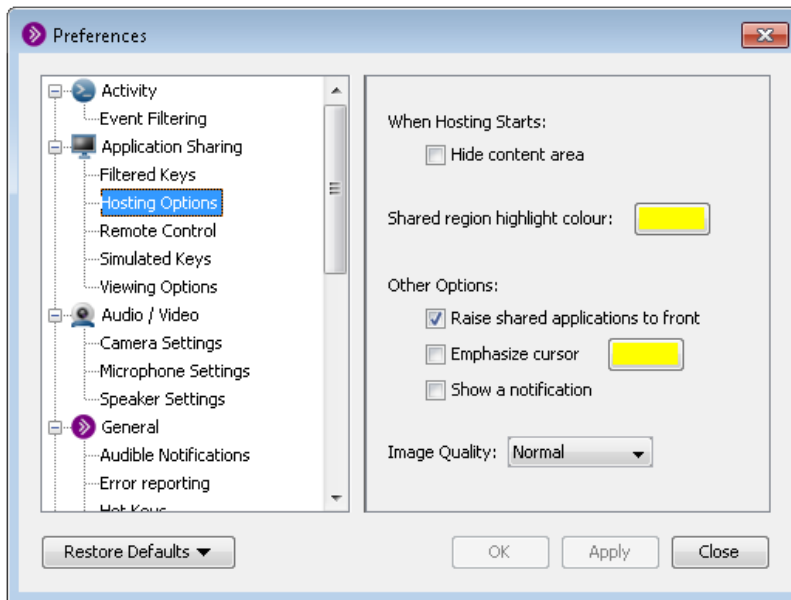 Preferences
Activity
Event Filtering
Application Sharing
Filtered Keys
Hosting Options
Remote Control
Simulated Keys
Viewing Options
Audio / Video
Camera Settings
Microphone Settings
Speaker Settings
General
Audible Notifications
Error reporting
Hot Keys
When Hosting Starts:
Hide content area
Shared region highlight colour:
Other Options:
Raise shared applications to front
Emphasize cursor
Show a notification
Image Quality: Normal
Restore Defaults
OK Apply Close